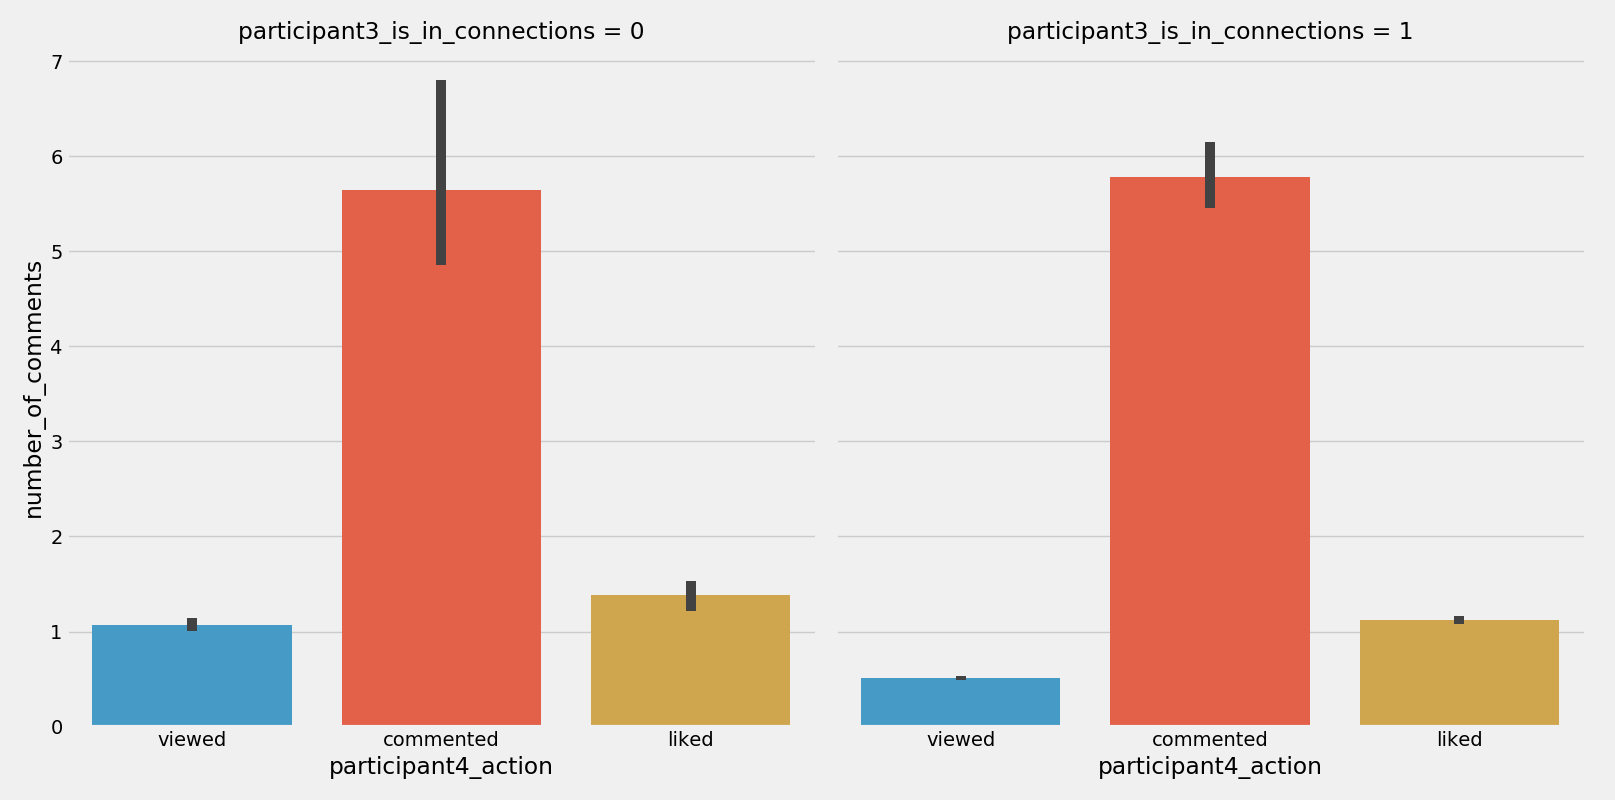 participant3_is_in_connections = 0
participant3_is_in_connections = 1
number_of_comments
7
6
5
4
3
2
1
0
viewed commented liked
viewed commented liked
participant4_action
participant4_action